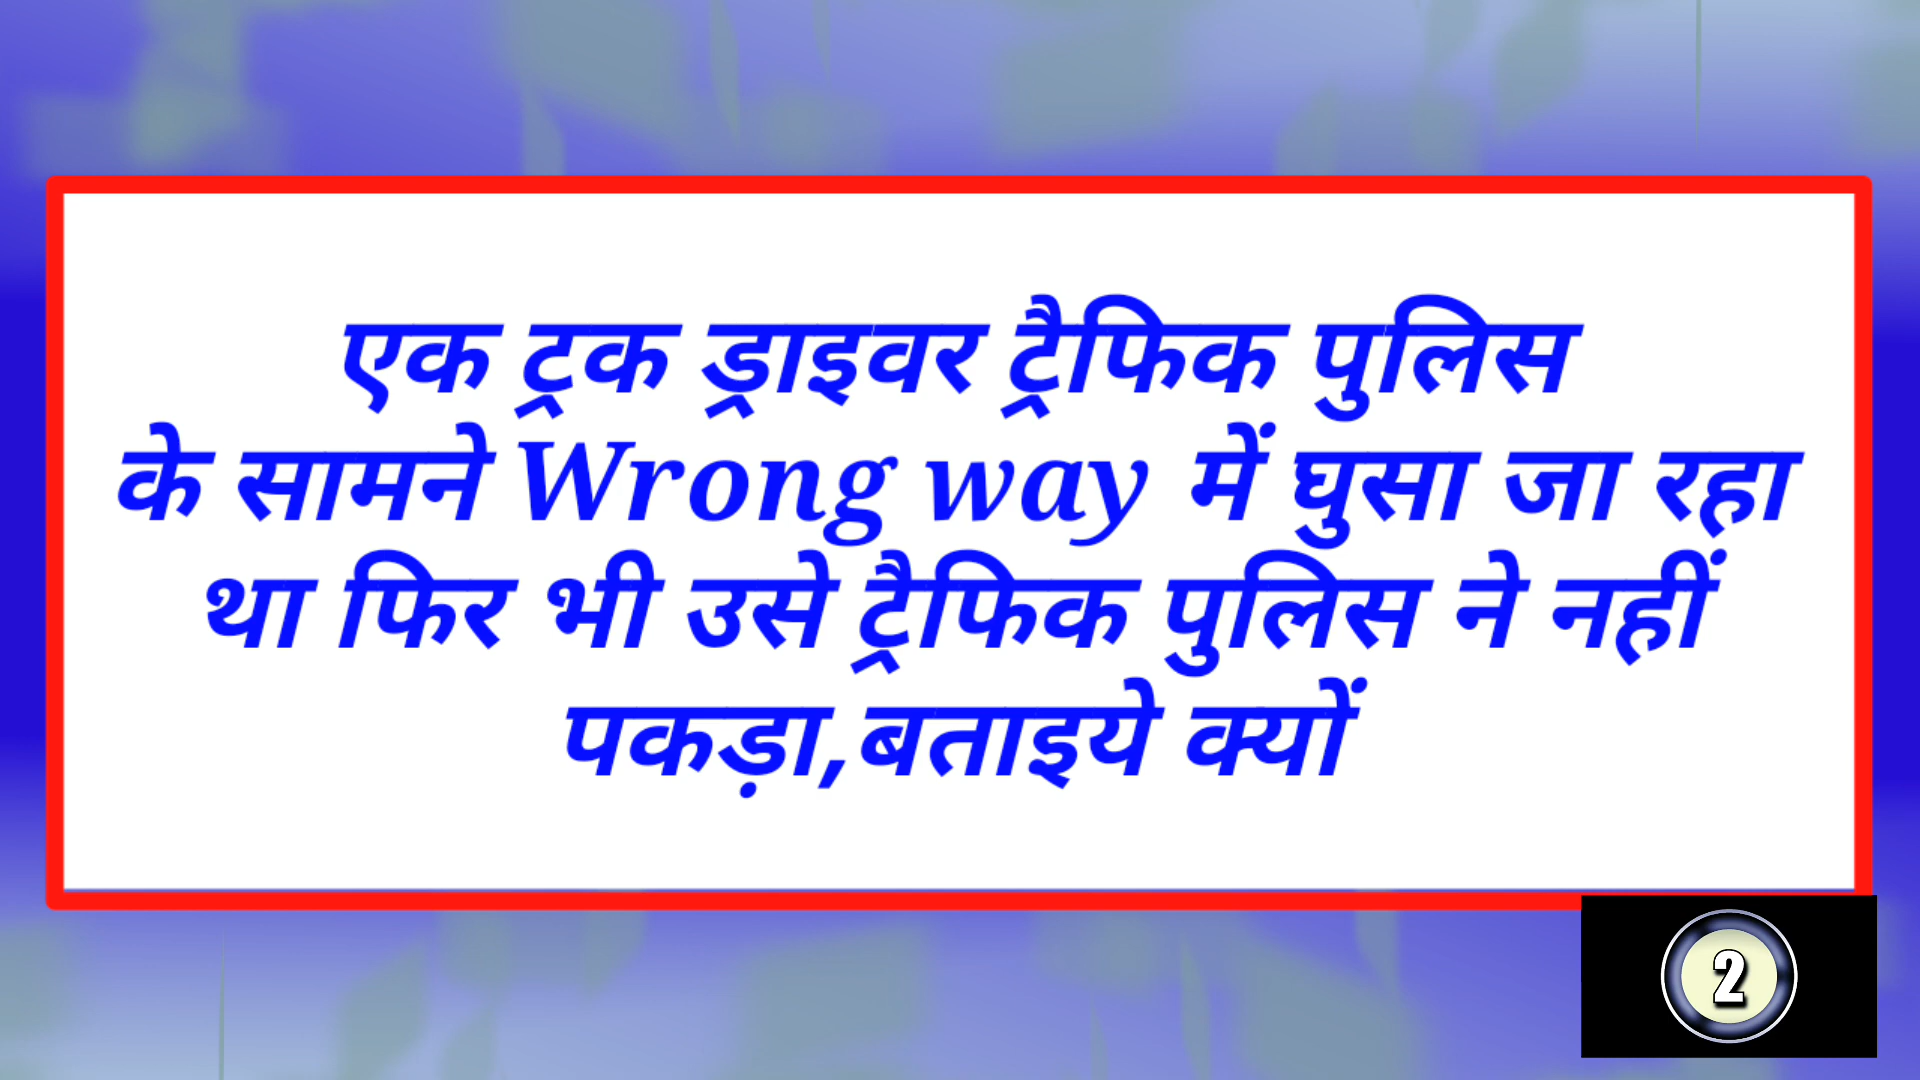 एक ट्रक ड्राइवर ट्रैफिक पुलिस
के सामने Wrong way में घुसा जा रहा
था फिर भी उसे ट्रैफिक पुलिस ने नहीं
पकड़ा,बताइये क्यों
2